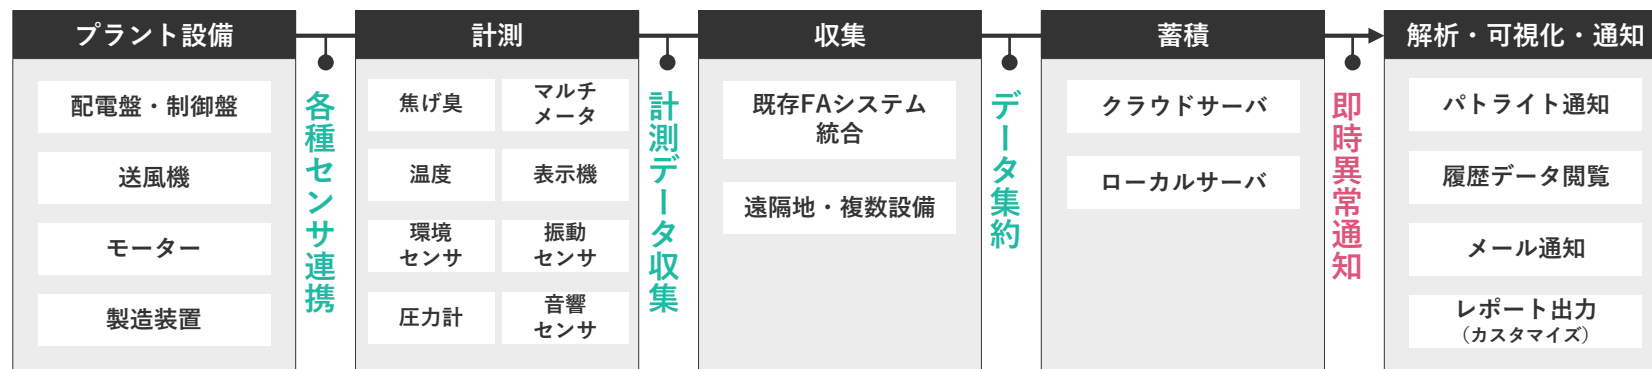 プラント設備
配電盤・制御盤
送風機
モーター
製造装置
各種センサ連携
計測
焦げ臭
マルチ
メータ
温度
表示機
環境
センサ
振動
センサ
圧力計
音響
センサ
計測データ収集
収集
既存FAシステム
統合
遠隔地・複数設備
データ集約
蓄積
クラウドサーバ
ローカルサーバ
即時異常通知
解析・可視化・通知
パトライト通知
履歴データ閲覧
メール通知
レポート出力
（カスタマイズ）